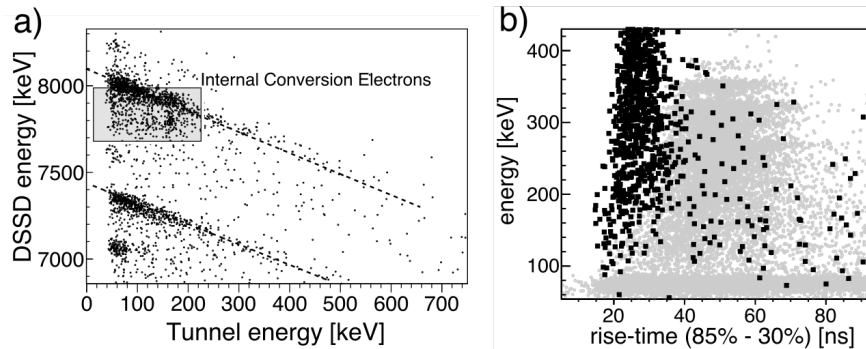 a)
DSSD energy [keV]
8000
7500
7000
Internal Conversion Electrons
0 100 200 300 400 500 600 700
Tunnel energy [keV]
b)
energy [keV]
400
300
200
100
20 40 60 80
rise-time (85% - 30%) [ns]